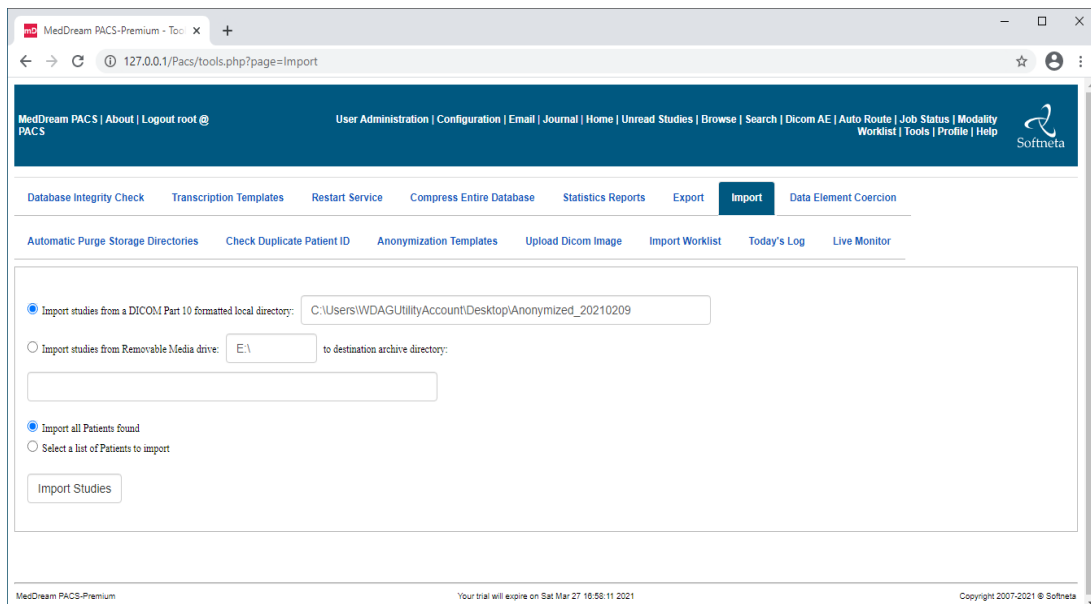 mD MedDream PACS-Premium - Too
127.0.0.1/Pacs/tools.php?page=Import
MedDream PACS | About | Logout root @
PACS
User Administration | Configuration | Email | Journal | Home | Unread Studies | Browse | Search | Dicom AE | Auto Route | Job Status | Modality
Worklist | Tools | Profile | Help
Softneta
Database Integrity Check Transcription Templates Restart Service Compress Entire Database Statistics Reports Export Import Data Element Coercion
Automatic Purge Storage Directories Check Duplicate Patient ID Anonymization Templates Upload Dicom Image Import Worklist Today's Log Live Monitor
Import studies from a DICOM Part 10 formatted local directory: C:\Users\WDAGUtilityAccount\Desktop\Anonymized_20210209
Import studies from Removable Media drive: E:\ to destination archive directory:
Import all Patients found
Select a list of Patients to import
Import Studies
MedDream PACS-Premium Your trial will expire on Sat Mar 27 16:58:11 2021 Copyright 2007-2021 © Softneta